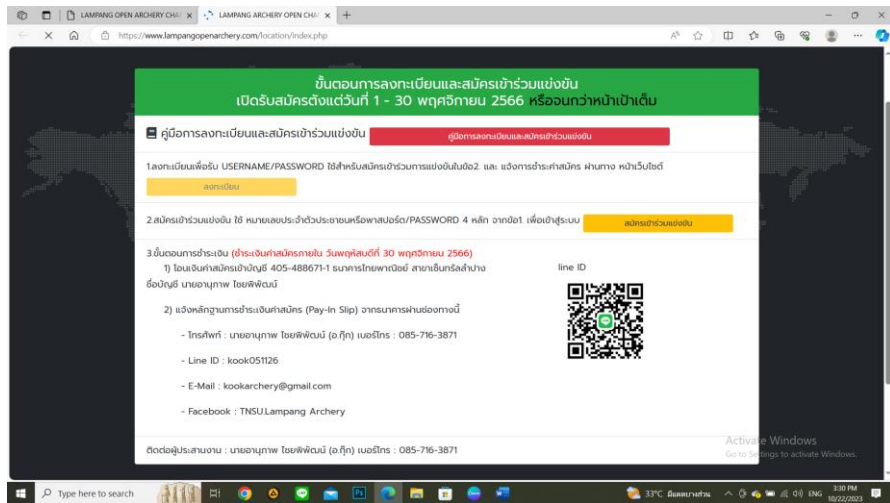 LAMPANG OPEN ARCHERY CHA
LAMPANG ARCHERY OPEN CHA
https://www.lampangopenarchery.com/location/index.php
ขั้นตอนการลงทะเบียนและสมัครเข้าร่วมแข่งขัน
เปิดรับสมัครตั้งแต่วันที่ 1 - 30 พฤศจิกายน 2566 หรือจนกว่าหน้าเป้าเต็ม
คู่มือการลงทะเบียนและสมัครเข้าร่วมแข่งขัน คู่มือการลงทะเบียนและสมัครเข้าร่วมแข่งขัน
1.ลงทะเบียนเพื่อรับ USERNAME/PASSWORD ใช้สำหรับสมัครเข้าร่วมการแข่งขันในข้อ2. และ แจ้งการชำระค่าสมัคร ผ่านทาง หน้าเว็บไซต์
ลงทะเบียน
2.สมัครเข้าร่วมแข่งขัน ใช้ หมายเลขประจำตัวประชาชนหรือพาสปอร์ต/PASSWORD 4 หลัก จากข้อ1. เพื่อเข้าสู่ระบบ สมัครเข้าร่วมแข่งขัน
3.ขั้นตอนการชำระเงิน (ชำระเงินค่าสมัครภายใน วันพฤหัสบดีที่ 30 พฤศจิกายน 2566)
1) โอนเงินค่าสมัครเข้าบัญชี 405-488671-1 ธนาคารไทยพาณิชย์ สาขาเซ็นทรัลลำปาง
line ID
ชื่อบัญชี นายอานุภาพ ไชยพิพัฒน์
2) แจ้งหลักฐานการชำระเงินค่าสมัคร (Pay-In Slip) จากธนาคารผ่านช่องทางนี้
- โทรศัพท์ : นายอานุภาพ ไชยพิพัฒน์ (อ.กุ๊ก) เบอร์โทร : 085-716-3871
- Line ID : kook051126
- E-Mail : kookarchery@gmail.com
- Facebook : TNSU.Lampang Archery
ติดต่อผู้ประสานงาน : นายอานุภาพ ไชยพิพัฒน์ (อ.กุ๊ก) เบอร์โทร : 085-716-3871
Activate Windows
Go to Settings to activate Windows.
Type here to search
33°C มีแดดบางส่วน
ENG
3:30 PM
10/22/2023